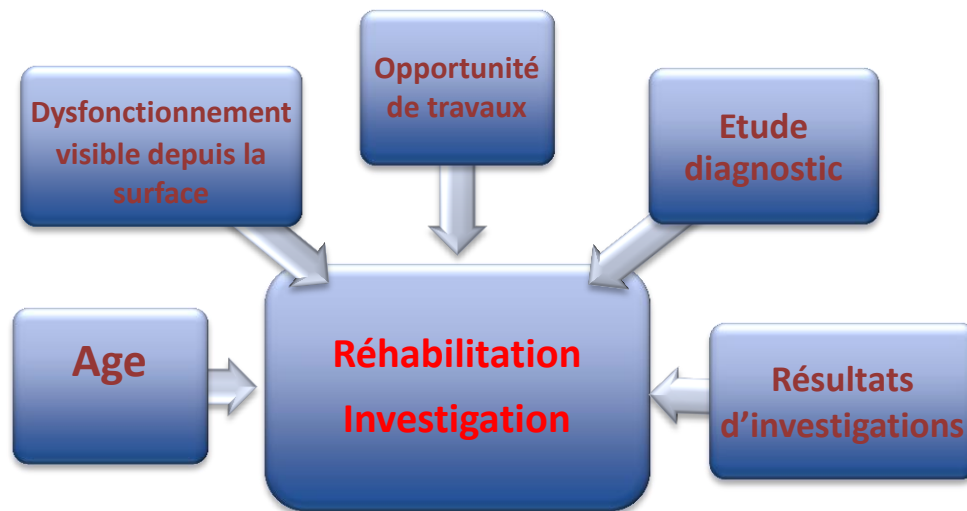 Opportunité
de travaux
Dysfonctionnement
visible depuis la
surface
Etude
diagnostic
Age
Réhabilitation
Investigation
Résultats
d’investigations